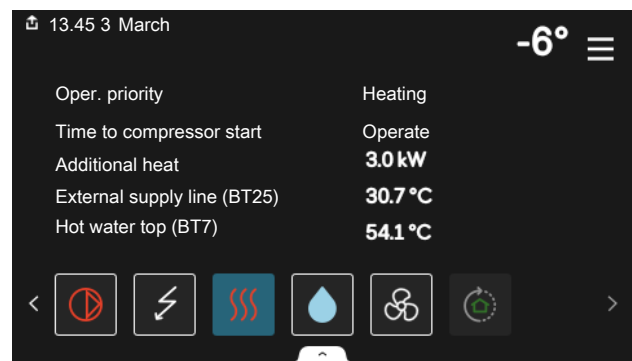 13.45 3 March
-6°
Oper. priority Heating
Time to compressor start Operate
Additional heat 3.0 kW
External supply line (BT25) 30.7 °C
Hot water top (BT7) 54.1 °C